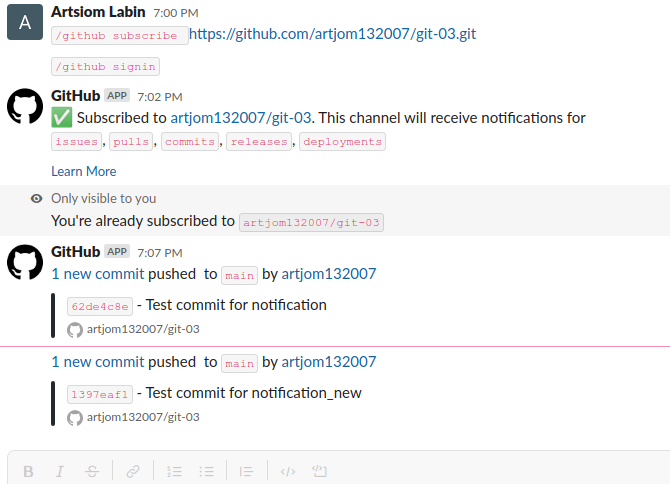 A
Artsiom Labin 7:00 PM
/github subscribe https://github.com/artjom132007/git-03.git
/github signin
GitHub APP 7:02 PM
✅ Subscribed to artjom132007/git-03. This channel will receive notifications for
issues, pulls, commits, releases, deployments
Learn More
Only visible to you
You're already subscribed to artjom132007/git-03
GitHub APP 7:07 PM
1 new commit pushed to main by artjom132007
62de4c8e - Test commit for notification
artjom132007/git-03
1 new commit pushed to main by artjom132007
1397eaf1 - Test commit for notification_new
artjom132007/git-03
B I S </>